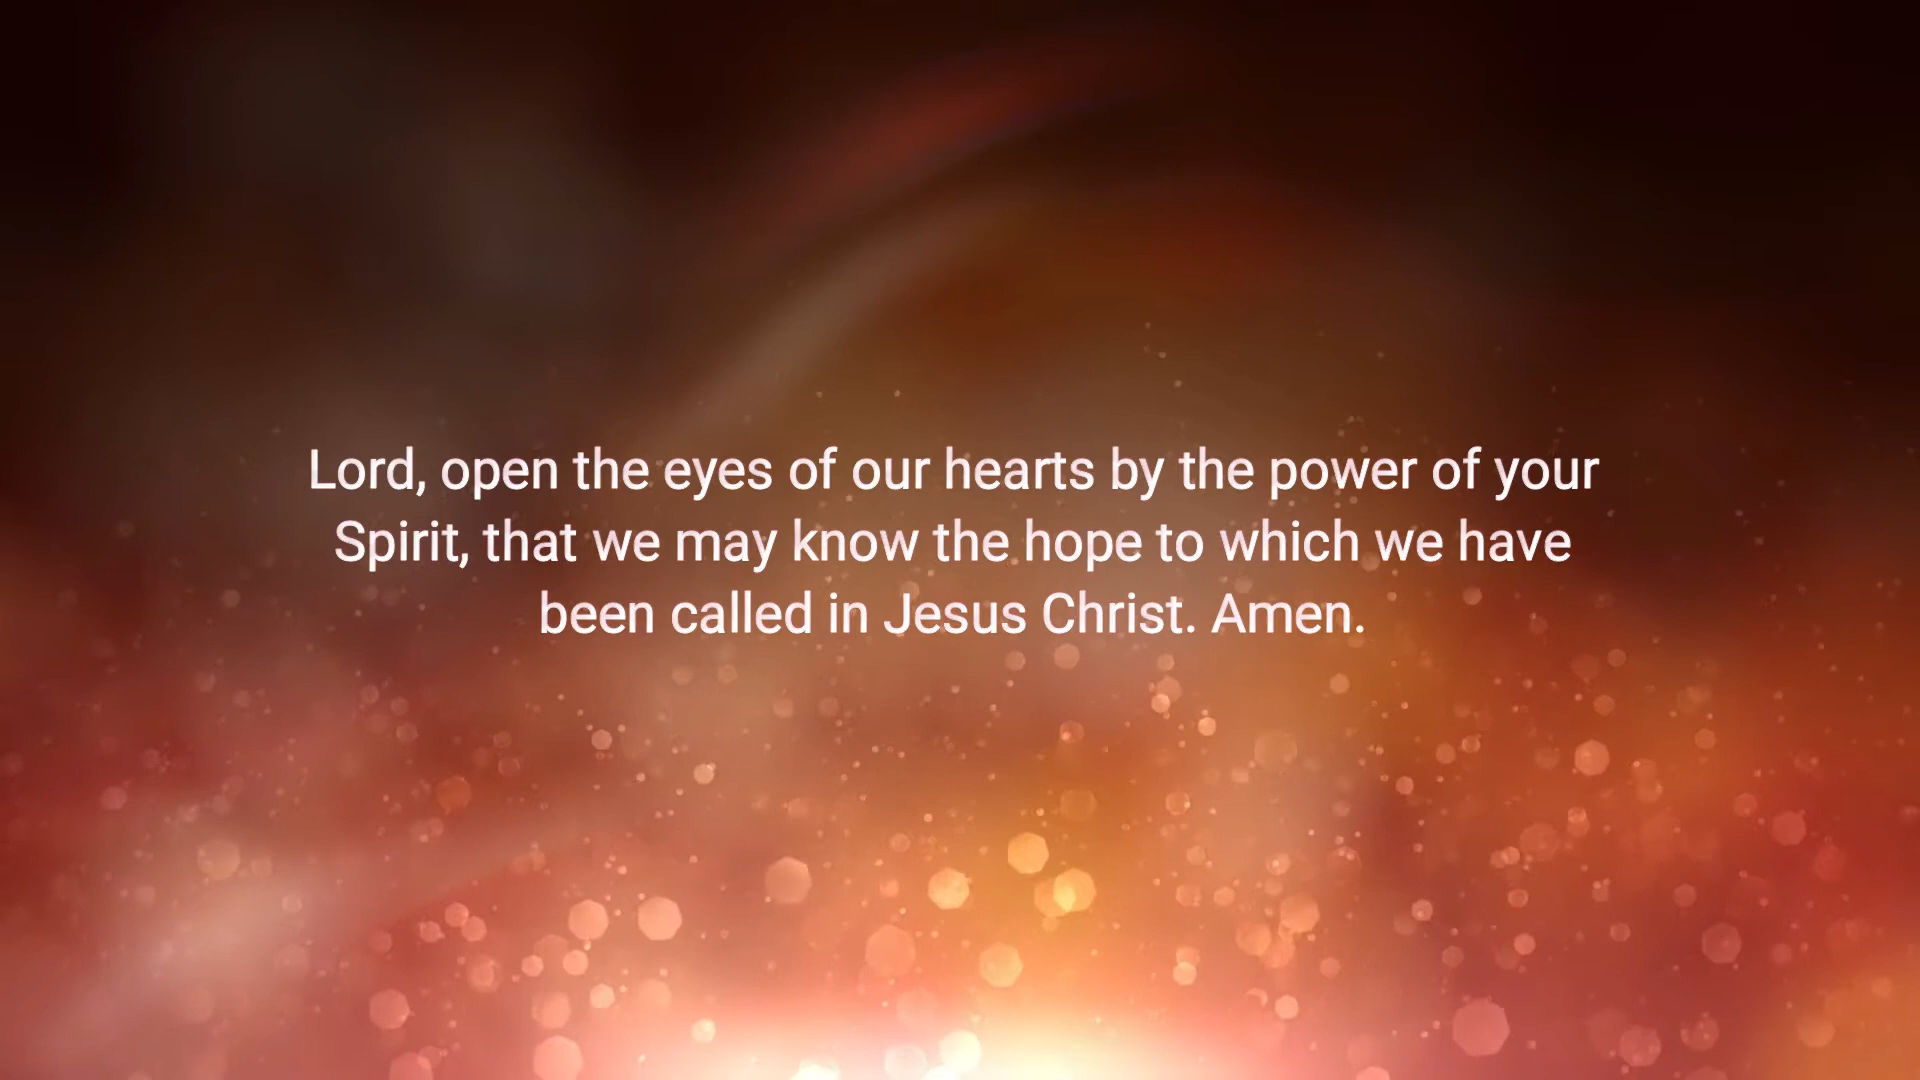 Lord, open the eyes of our hearts by the power of your
Spirit, that we may know the hope to which we have
been called in Jesus Christ. Amen.